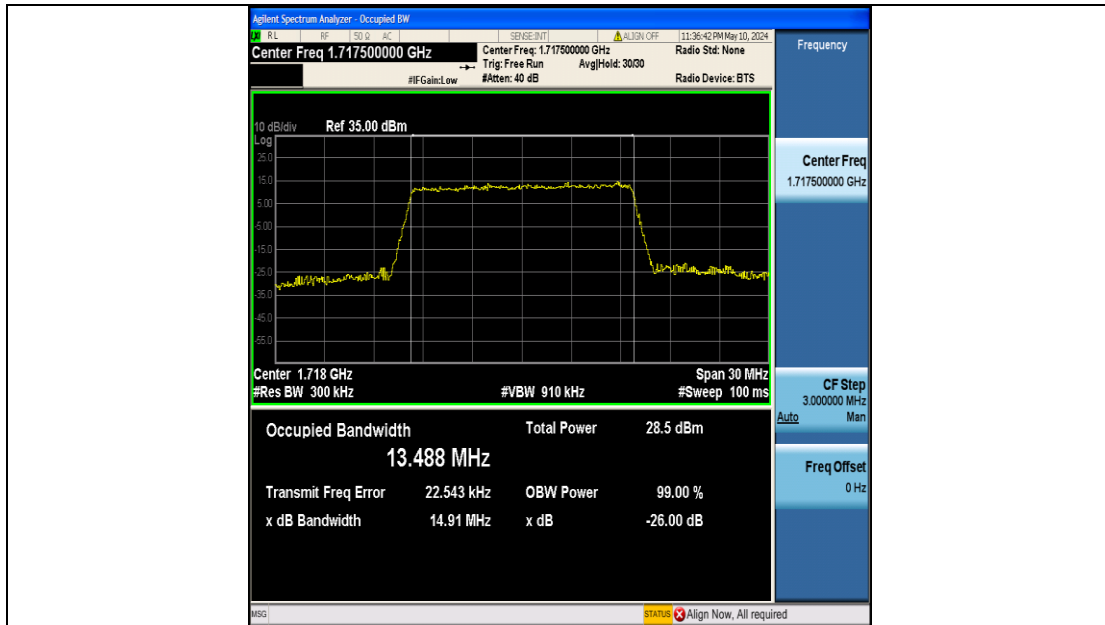 Agilent Spectrum Analyzer - Occupied BW
RL RF 50 Ω AC SENSE:INT ALIGN OFF 11:36:42 PM May 10, 2024
Center Freq 1.717500000 GHz
Center Freq: 1.717500000 GHz Radio Std: None
Trig: Free Run Avg|Hold: 30/30
#IFGain:Low #Atten: 40 dB Radio Device: BTS
10 dB/div Ref 35.00 dBm
Log
25.0
15.0
5.00
-5.00
-15.0
-25.0
-35.0
-45.0
-55.0
Center 1.718 GHz Span 30 MHz
#Res BW 300 kHz #VBW 910 kHz #Sweep 100 ms
Occupied Bandwidth Total Power 28.5 dBm
13.488 MHz
Transmit Freq Error 22.543 kHz OBW Power 99.00 %
x dB Bandwidth 14.91 MHz x dB -26.00 dB
Frequency
Center Freq
1.717500000 GHz
CF Step
3.000000 MHz
Auto Man
Freq Offset
0 Hz
MSG STATUS Align Now, All required